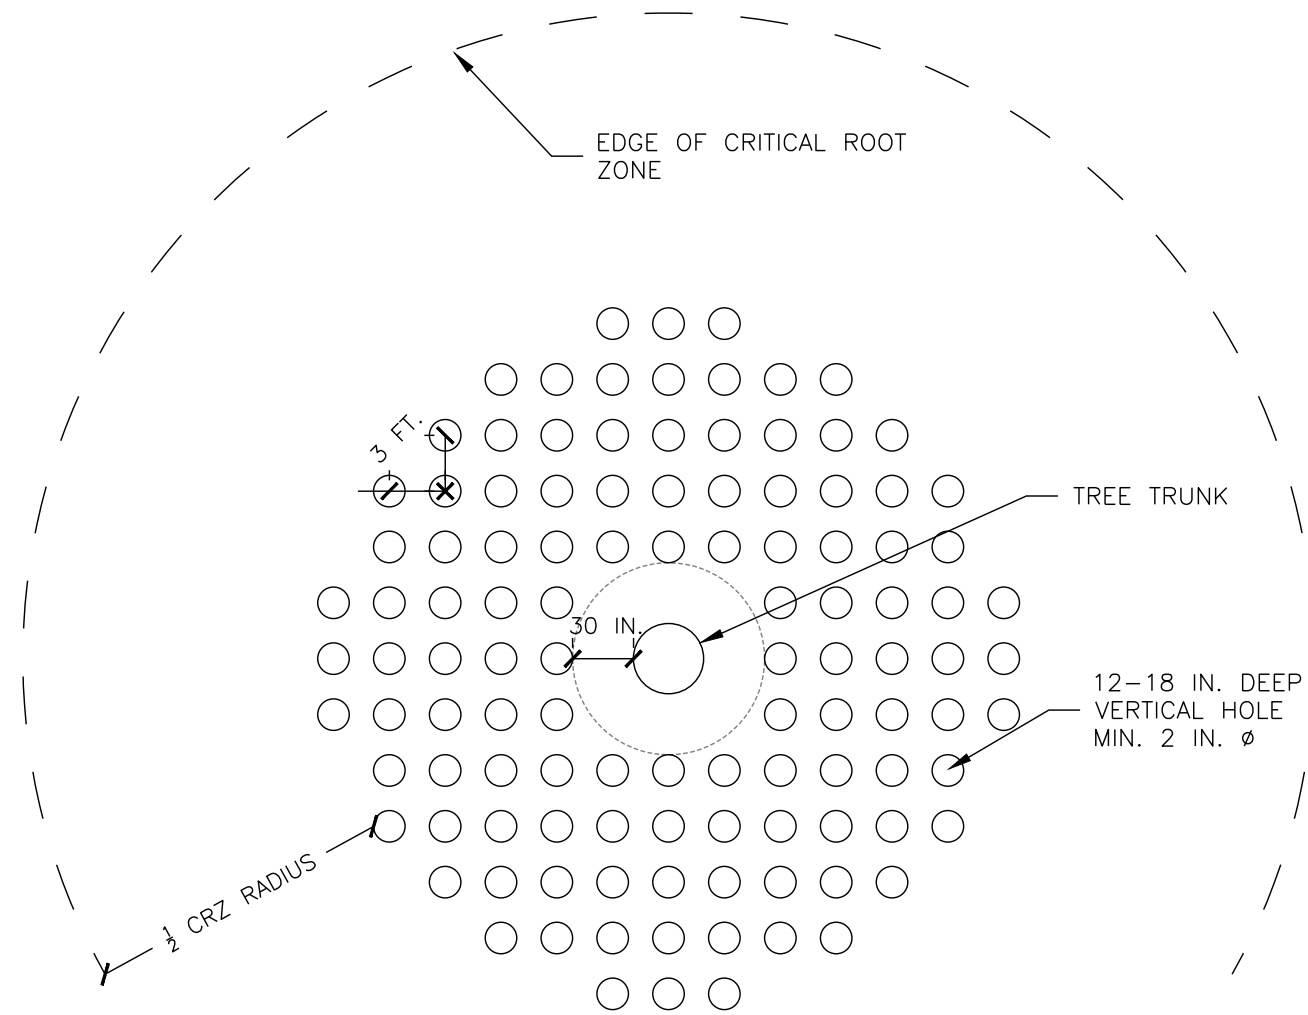 EDGE OF CRITICAL ROOT
ZONE
3 FT.
TREE TRUNK
30 IN.
12-18 IN. DEEP
VERTICAL HOLE
MIN. 2 IN. ø
½ CRZ RADIUS